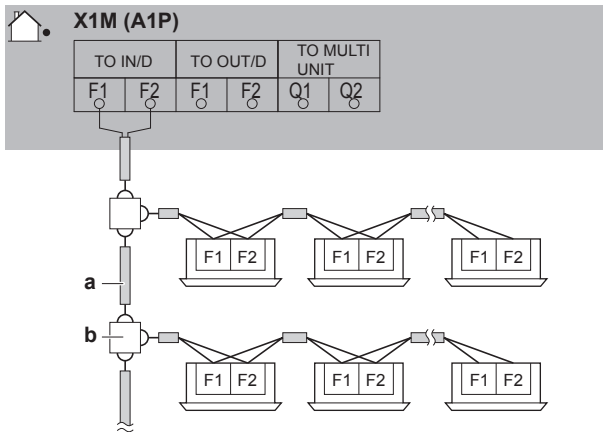 X1M (A1P)
TO IN/D TO OUT/D TO MULTI UNIT
F1 F2 F1 F2 Q1 Q2
F1 F2 F1 F2 F1 F2
a
b
F1 F2 F1 F2 F1 F2